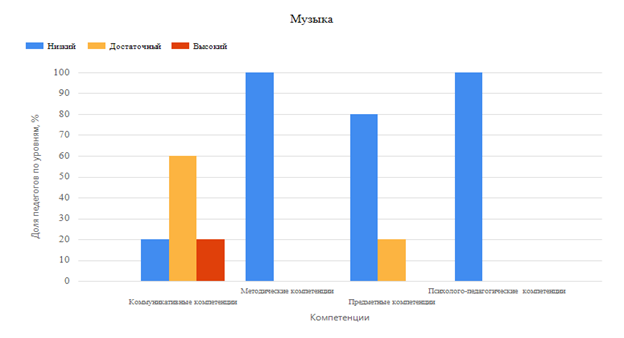 Музыка
Низкий Достаточный Высокий
Доля педегогов по уровням, %
100
90
80
70
60
50
40
30
20
10
0
Методические компетенции Психолого-педагогические компетенции
Коммуникативные компетенции Предметные компетенции
Компетенции